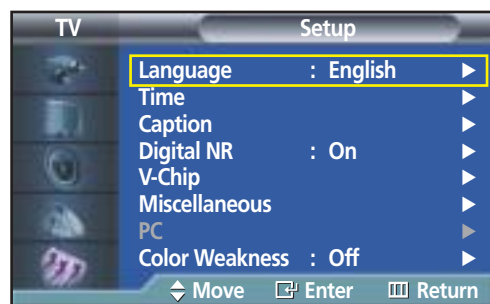 TV Setup
Language : English
Time
Caption
Digital NR : On
V-Chip
Miscellaneous
PC
Color Weakness : Off
Move Enter Return